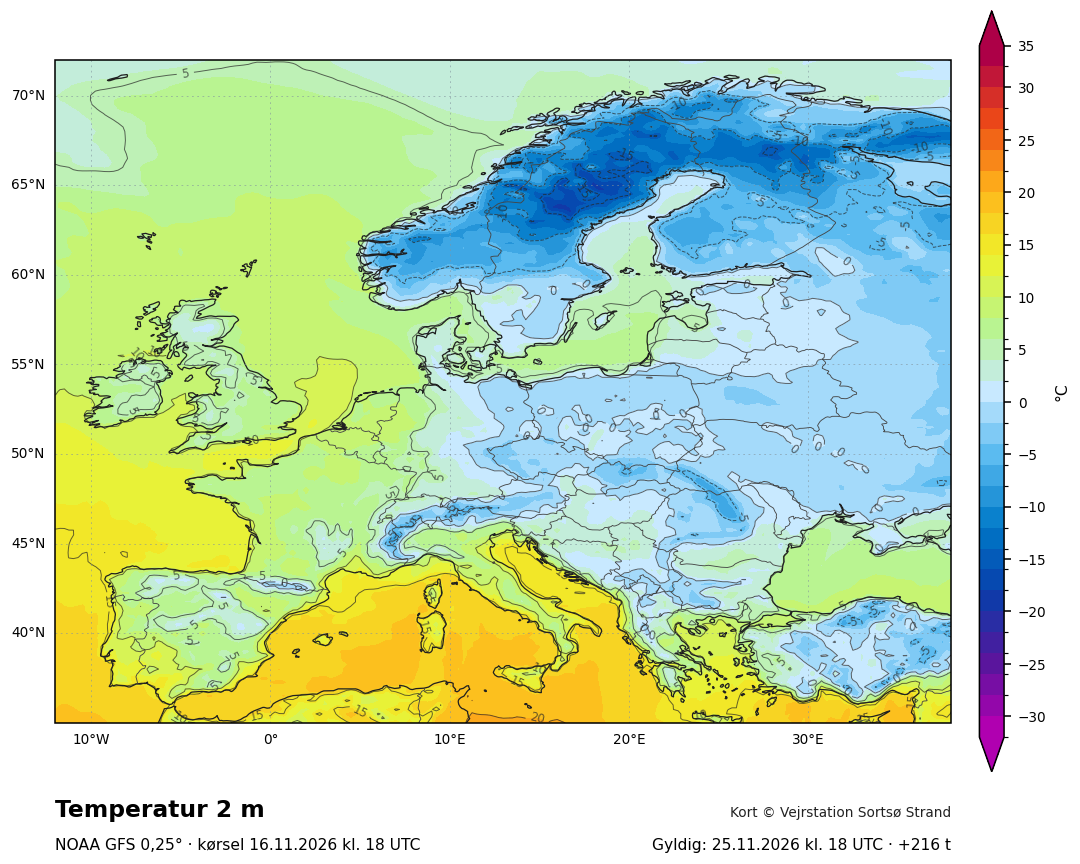 70°N
65°N
60°N
55°N
50°N
45°N
40°N
10°W
0°
10°E
20°E
30°E
35
30
25
20
15
10
5
0
−5
−10
−15
−20
−25
−30
°C
Temperatur 2 m
Kort © Vejrstation Sortsø Strand
NOAA GFS 0,25° · kørsel 16.11.2026 kl. 18 UTC
Gyldig: 25.11.2026 kl. 18 UTC · +216 t